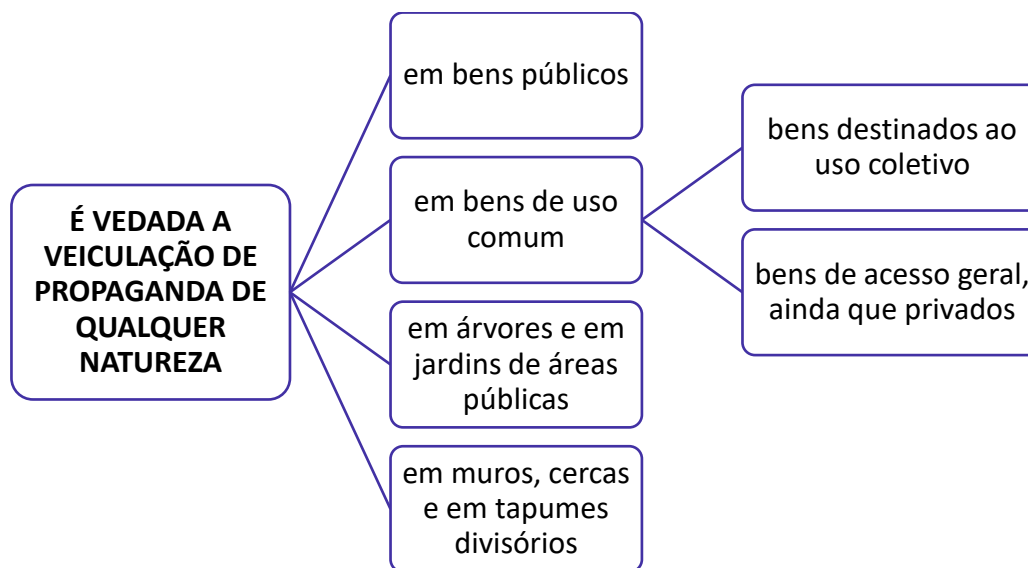 É VEDADA A
VEICULAÇÃO DE
PROPAGANDA DE
QUALQUER
NATUREZA
em bens públicos
em bens de uso
comum
bens destinados ao
uso coletivo
bens de acesso geral,
ainda que privados
em árvores e em
jardins de áreas
públicas
em muros, cercas
e em tapumes
divisórios